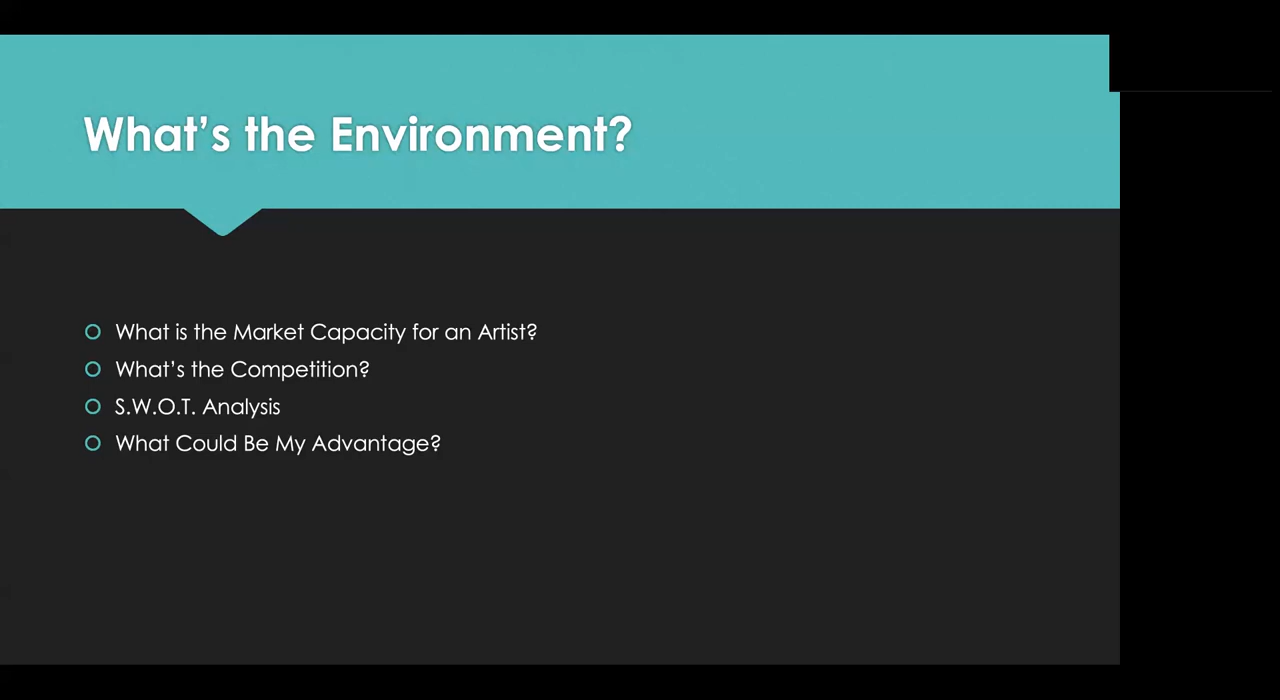 What’s the Environment?
What is the Market Capacity for an Artist?
What’s the Competition?
S.W.O.T. Analysis
What Could Be My Advantage?